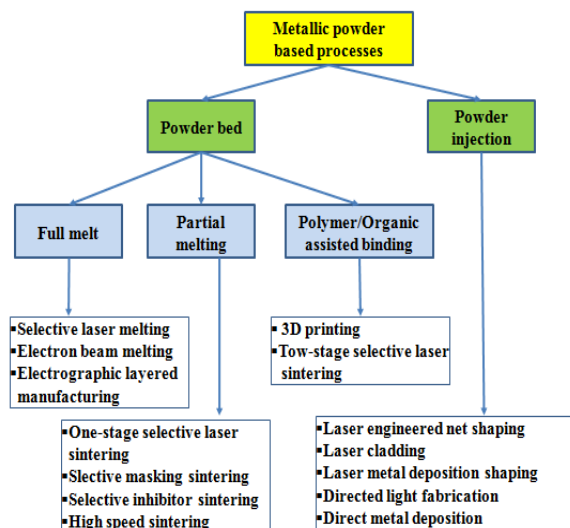 Metallic powder
based processes
Powder bed
Powder
injection
Full melt
Partial
melting
Polymer/Organic
assisted binding
▪Selective laser melting
▪Electron beam melting
▪Electrographic layered
manufacturing
▪ 3D printing
▪Tow-stage selective laser
sintering
▪One-stage selective laser
sintering
▪Slective masking sintering
▪Selective inhibitor sintering
▪High speed sintering
▪Laser engineered net shaping
▪Laser cladding
▪Laser metal deposition shaping
▪Directed light fabrication
▪Direct metal deposition